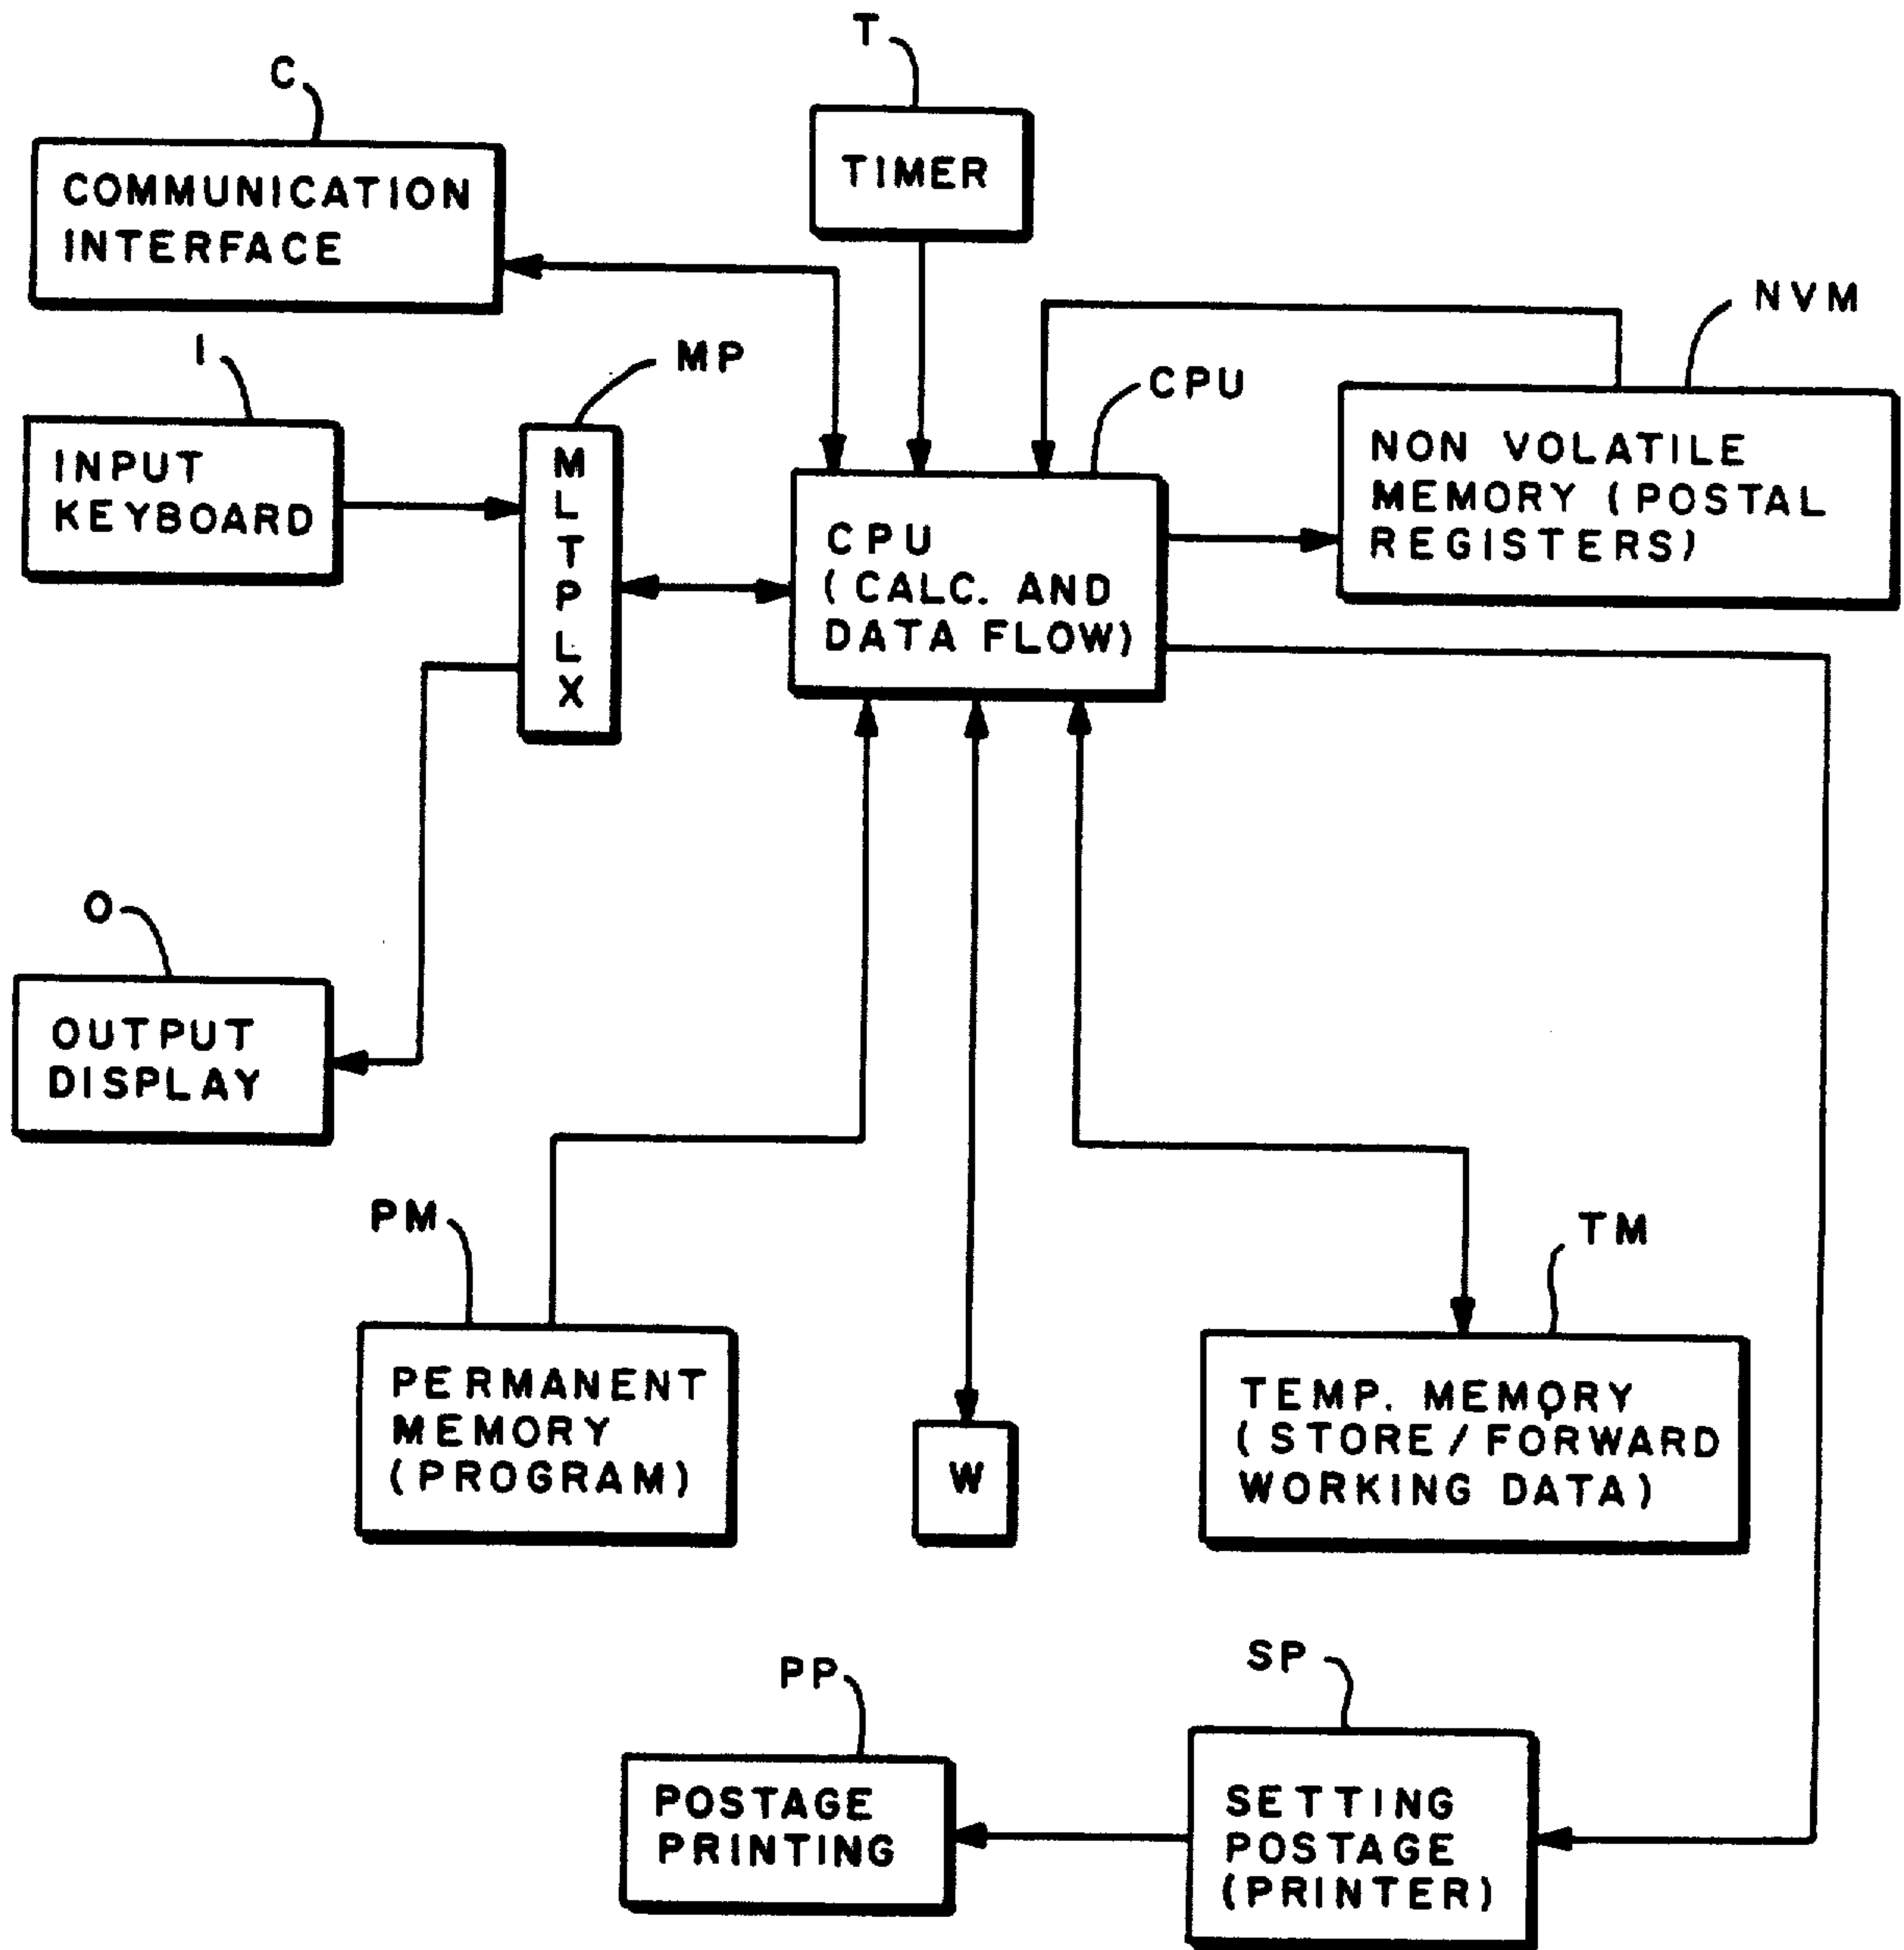 T
C
TIMER
COMMUNICATION
INTERFACE
NVM
I
MP
CPU
INPUT
KEYBOARD
MLTPLX
CPU
(CALC. AND
DATA FLOW)
NON VOLATILE
MEMORY (POSTAL
REGISTERS)
O
OUTPUT
DISPLAY
PM
TM
PERMANENT
MEMORY
(PROGRAM)
W
TEMP. MEMORY
(STORE/FORWARD
WORKING DATA)
PP
SP
POSTAGE
PRINTING
SETTING
POSTAGE
(PRINTER)